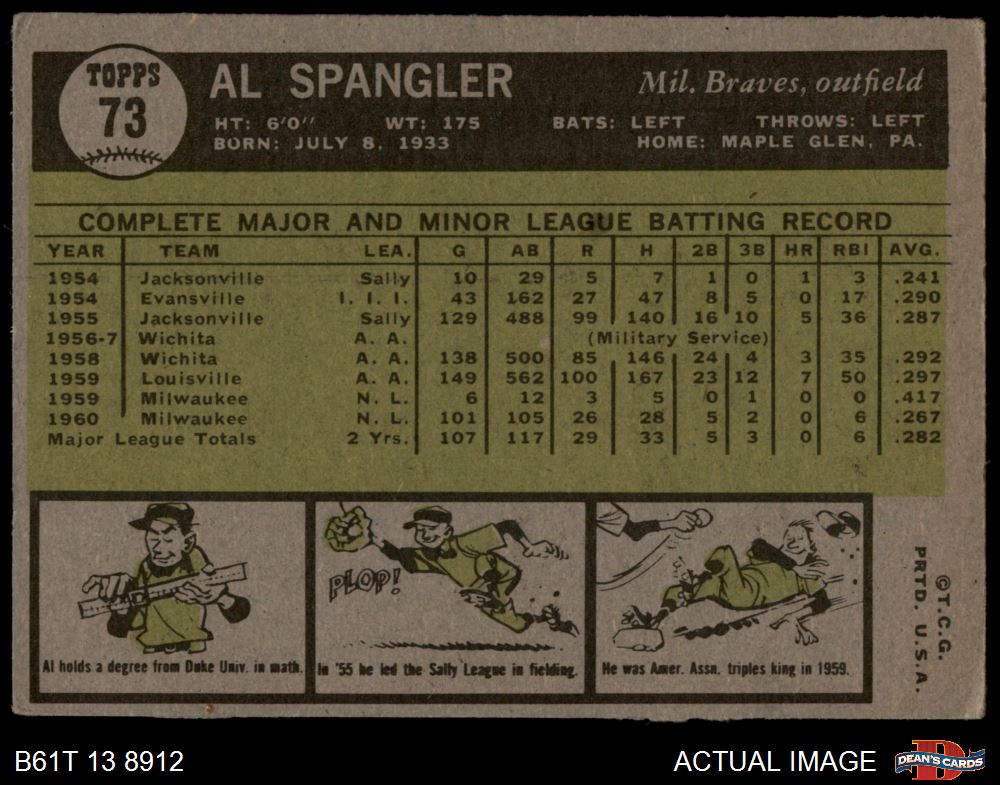 TOPPS
73
AL SPANGLER
Mil. Braves, outfield
HT: 6'0" WT: 175 BATS: LEFT THROWS: LEFT
BORN: JULY 8, 1933 HOME: MAPLE GLEN, PA.
COMPLETE MAJOR AND MINOR LEAGUE BATTING RECORD
YEAR TEAM LEA. G AB R H 2B 3B HR RBI AVG.
1954 Jacksonville Sally 10 29 5 7 1 0 1 3 .241
1954 Evansville I. I. I. 43 162 27 47 8 5 0 17 .290
1955 Jacksonville Sally 129 488 99 140 16 10 5 36 .287
1956-7 Wichita A. A. (Military Service)
1958 Wichita A. A. 138 500 85 146 24 4 3 35 .292
1959 Louisville A. A. 149 562 100 167 23 12 7 50 .297
1959 Milwaukee N. L. 6 12 3 5 0 1 0 0 .417
1960 Milwaukee N. L. 101 105 26 28 5 2 0 6 .267
Major League Totals 2 Yrs. 107 117 29 33 5 3 0 6 .282
PLOP!
Al holds a degree from Duke Univ. in math.
In '55 he led the Sally League in fielding.
He was Amer. Assn. triples king in 1959.
©T.C.G.
PRTD. U.S.A.
B61T 13 8912
ACTUAL IMAGE
DEAN'S CARDS